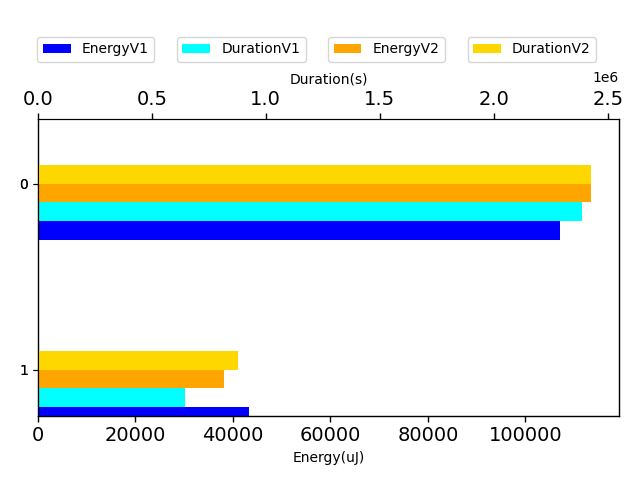 EnergyV1 DurationV1 EnergyV2 DurationV2
Duration(s)
1e6
0.0 0.5 1.0 1.5 2.0 2.5
0
1
0 20000 40000 60000 80000 100000
Energy(uJ)